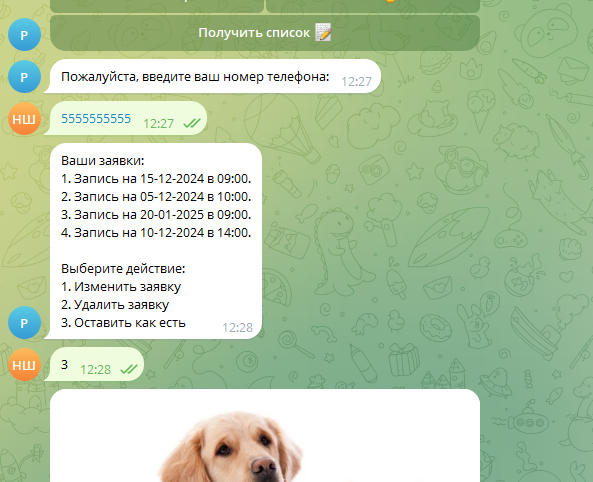 Получить список
Р
Р
Пожалуйста, введите ваш номер телефона:
12:27
НШ
5555555555
12:27
Ваши заявки:
1. Запись на 15-12-2024 в 09:00.
2. Запись на 05-12-2024 в 10:00.
3. Запись на 20-01-2025 в 09:00.
4. Запись на 10-12-2024 в 14:00.
Выберите действие:
1. Изменить заявку
2. Удалить заявку
3. Оставить как есть
12:28
Р
НШ
3
12:28